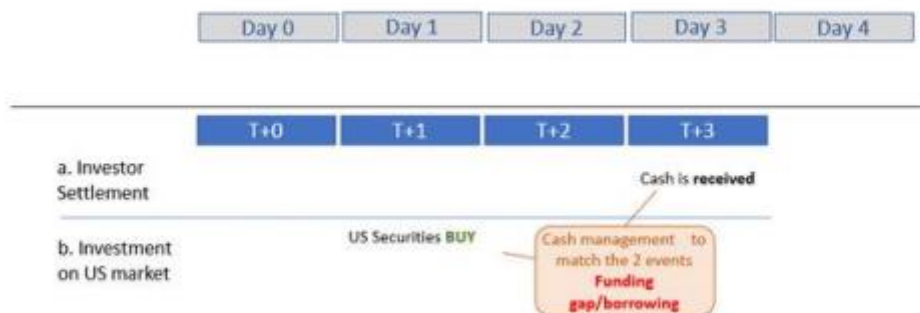 Day 0 Day 1 Day 2 Day 3 Day 4
T+0 T+1 T+2 T+3
a. Investor
Settlement
Cash is received
US Securities BUY
b. Investment
on US market
Cash management to
match the 2 events
Funding
gap/borrowing